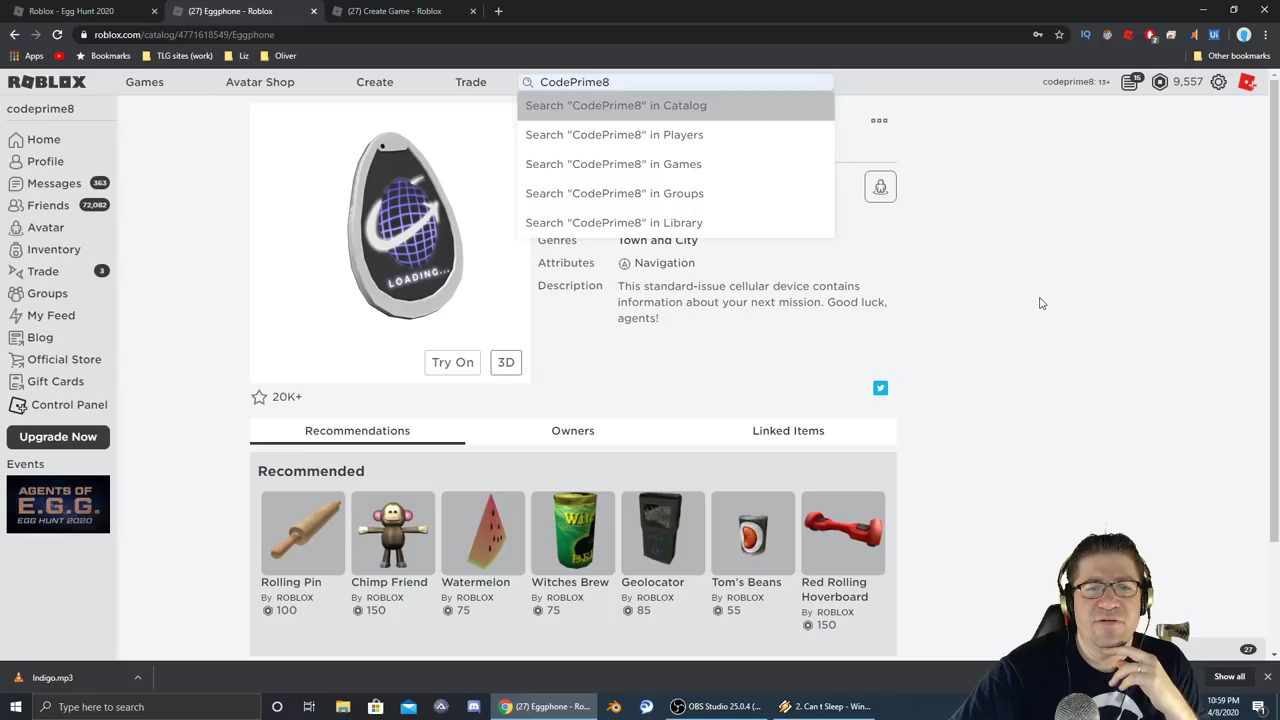 Roblox - Egg Hunt 2020
(27) Eggphone - Roblox
(27) Create Game - Roblox
roblox.com/catalog/4771618549/Eggphone
Apps
Bookmarks
TLG sites (work)
Liz
Oliver
Other bookmarks
ROBLOX
Games
Avatar Shop
Create
Trade
CodePrime8
codeprime8: 13+
15
9,557
codeprime8
Search "CodePrime8" in Catalog
Search "CodePrime8" in Players
Search "CodePrime8" in Games
Search "CodePrime8" in Groups
Search "CodePrime8" in Library
Home
Profile
Messages 363
Friends 72,082
Avatar
Inventory
Trade 3
Groups
My Feed
Blog
Official Store
Gift Cards
Control Panel
Upgrade Now
Events
AGENTS OF
E.G.G.
EGG HUNT 2020
LOADING...
Genres Town and City
Attributes Navigation
Description This standard-issue cellular device contains
information about your next mission. Good luck,
agents!
Try On
3D
20K+
Recommendations
Owners
Linked Items
Recommended
Rolling Pin
By ROBLOX
100
Chimp Friend
By ROBLOX
150
Watermelon
By ROBLOX
75
Witches Brew
By ROBLOX
75
Geolocator
By ROBLOX
85
Tom's Beans
By ROBLOX
55
Red Rolling
Hoverboard
By ROBLOX
150
27
Indigo.mp3
Show all
Type here to search
(27) Eggphone - Ro...
OBS Studio 25.0.4 (...
2. Can t Sleep - Win...
10:59 PM
4/8/2020